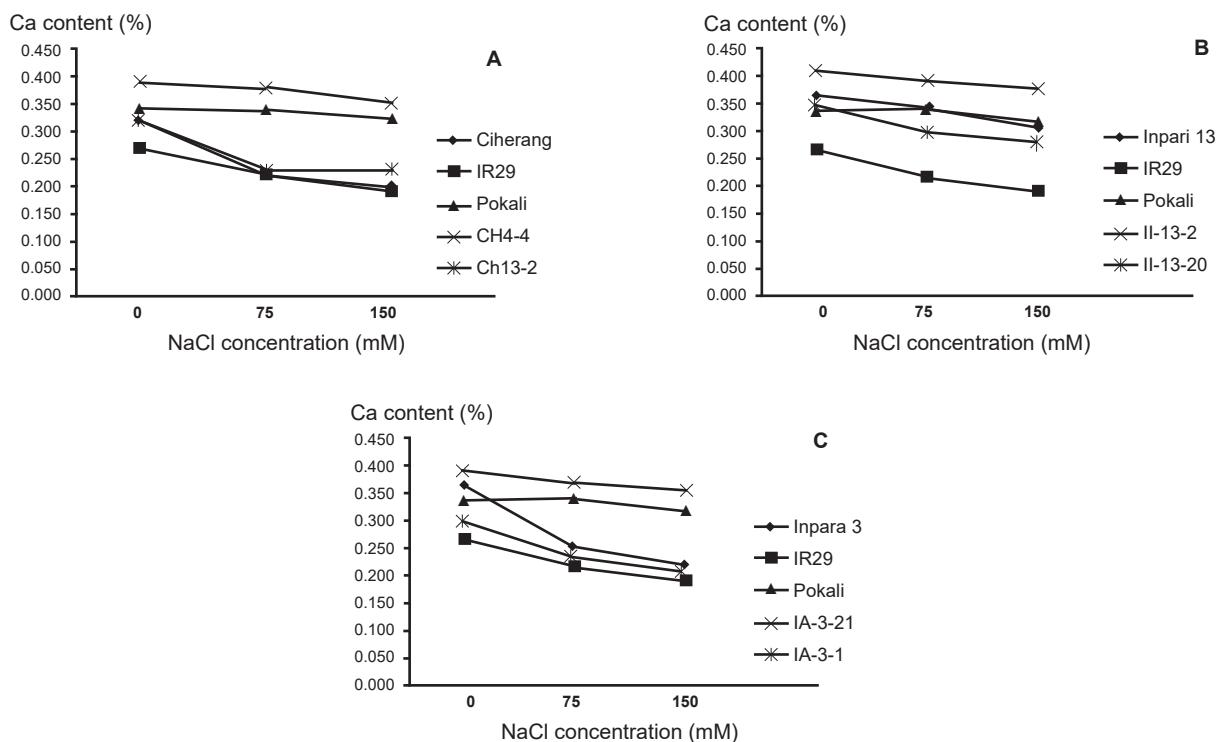 Ca content (%)
A
0.450
0.400
0.350
0.300
0.250
0.200
0.150
0.100
0.050
0.000
0 75 150
NaCl concentration (mM)
Ciherang
IR29
Pokali
CH4-4
Ch13-2
Ca content (%)
B
0.450
0.400
0.350
0.300
0.250
0.200
0.150
0.100
0.050
0.000
0 75 150
NaCl concentration (mM)
Inpari 13
IR29
Pokali
II-13-2
II-13-20
Ca content (%)
C
0.450
0.400
0.350
0.300
0.250
0.200
0.150
0.100
0.050
0.000
0 75 150
NaCl concentration (mM)
Inpara 3
IR29
Pokali
IA-3-21
IA-3-1